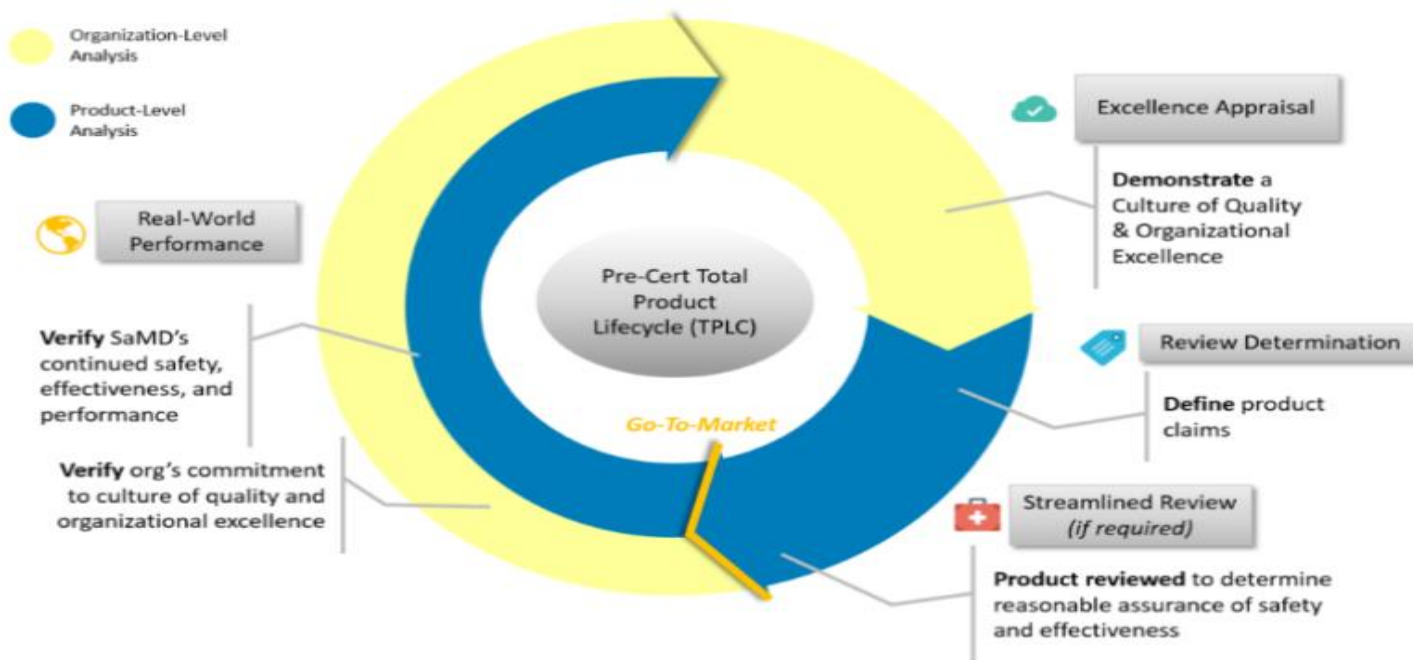 Organization-Level
Analysis
Product-Level
Analysis
Excellence Appraisal
Demonstrate a
Culture of Quality
& Organizational
Excellence
Review Determination
Define product
claims
Streamlined Review
(if required)
Product reviewed to determine
reasonable assurance of safety
and effectiveness
Go-To-Market
Pre-Cert Total
Product
Lifecycle (TPLC)
Real-World
Performance
Verify SaMD's
continued safety,
effectiveness, and
performance
Verify org's commitment
to culture of quality and
organizational excellence